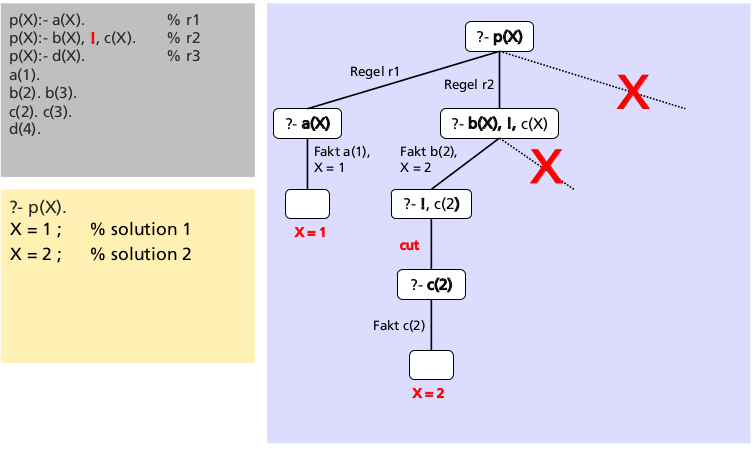 p(X):- a(X). % r1
p(X):- b(X), !, c(X). % r2
p(X):- d(X). % r3
a(1).
b(2). b(3).
c(2). c(3).
d(4).
?- p(X).
X = 1 ; % solution 1
X = 2 ; % solution 2
?- p(X)
Regel r1
Regel r2
X
?- a(X)
?- b(X), !, c(X)
Fakt a(1),
X = 1
Fakt b(2),
X = 2
X
?- !, c(2)
X = 1
cut
?- c(2)
Fakt c(2)
X = 2